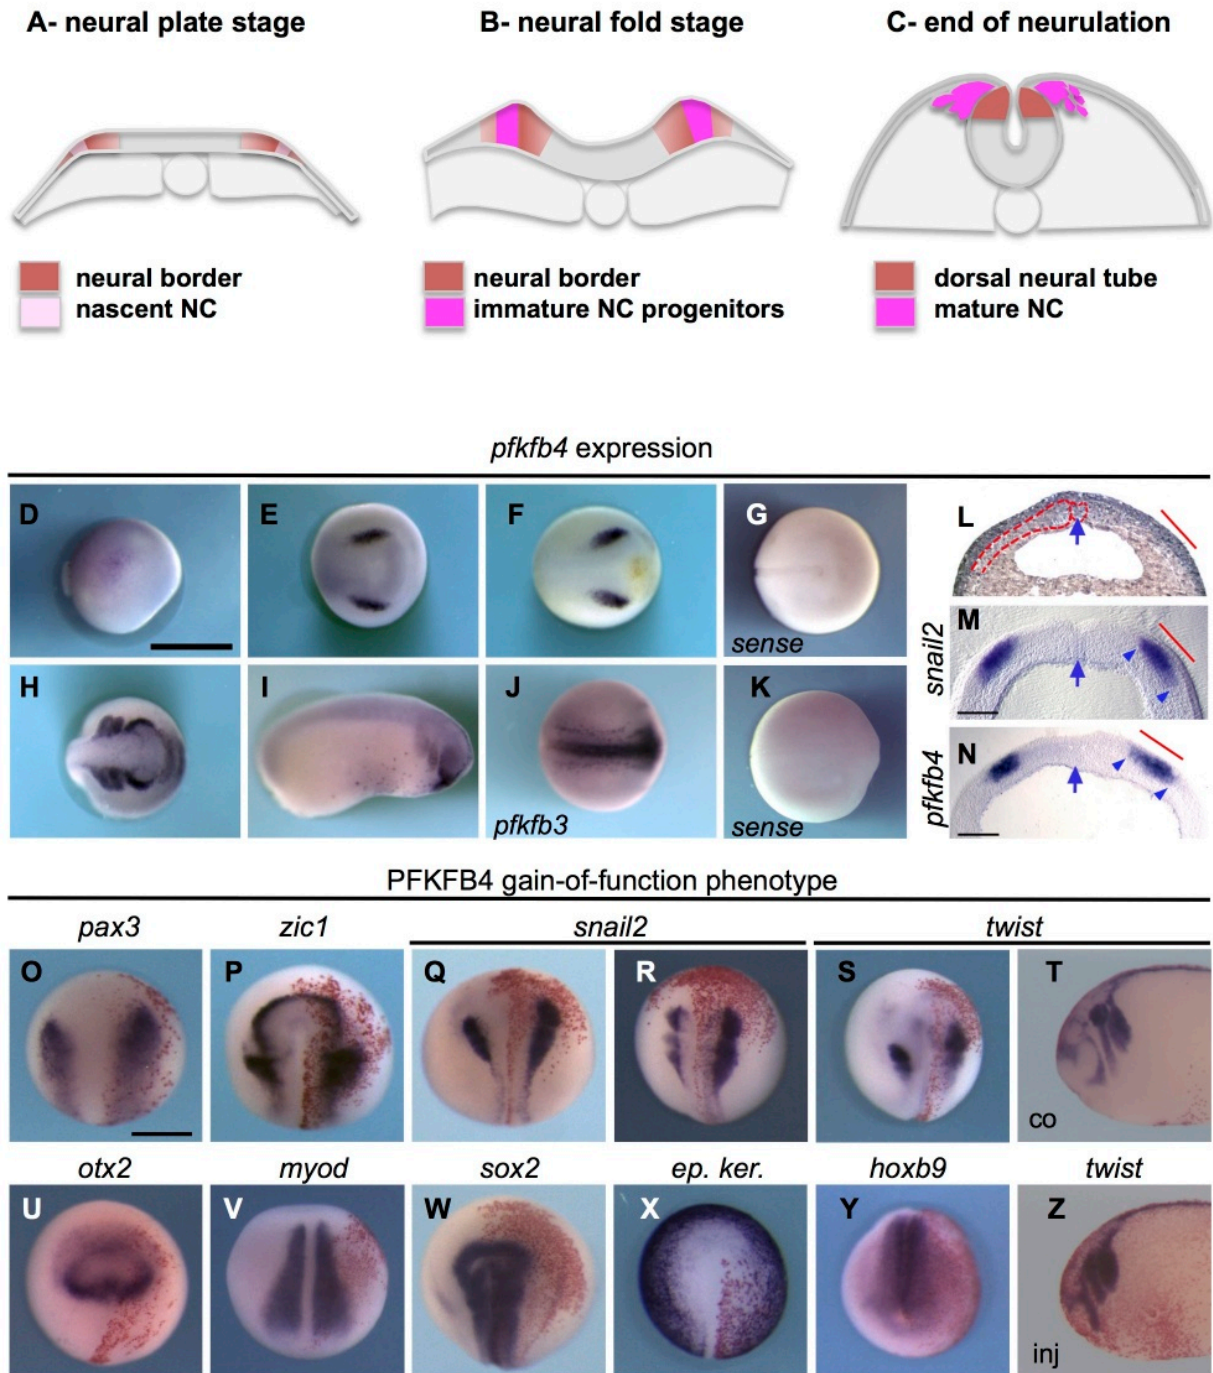 A- neural plate stage
B- neural fold stage
C- end of neurulation
neural border
nascent NC
neural border
immature NC progenitors
dorsal neural tube
mature NC
pfkfb4 expression
D
E
F
G
sense
H
I
J
pfkfb3
K
sense
L
M
snail2
N
pfkfb4
PFKFB4 gain-of-function phenotype
pax3
zic1
snail2
twist
O
P
Q
R
S
T
co
otx2
myod
sox2
ep. ker.
hoxb9
twist
U
V
W
X
Y
Z
inj